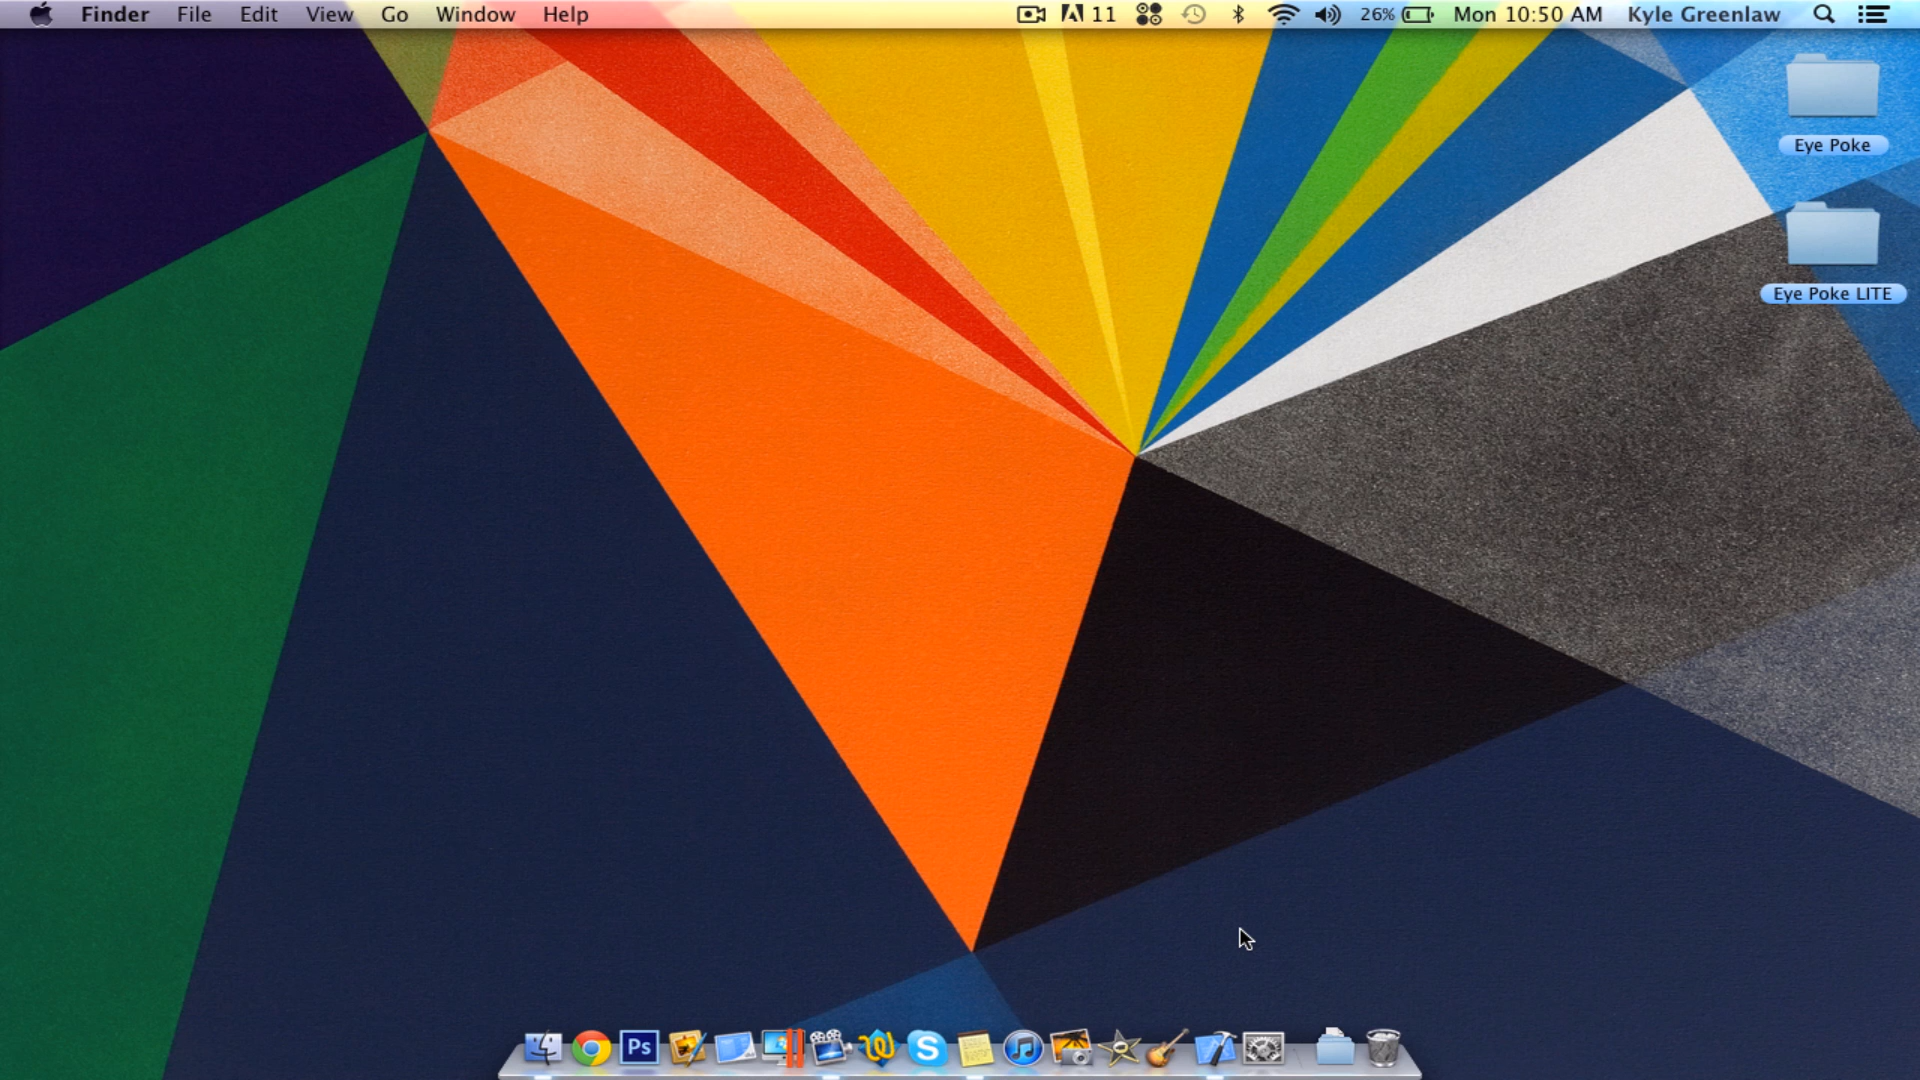 Finder File Edit View Go Window Help 11 26% Mon 10:50 AM Kyle Greenlaw
Eye Poke
Eye Poke LITE
Ps